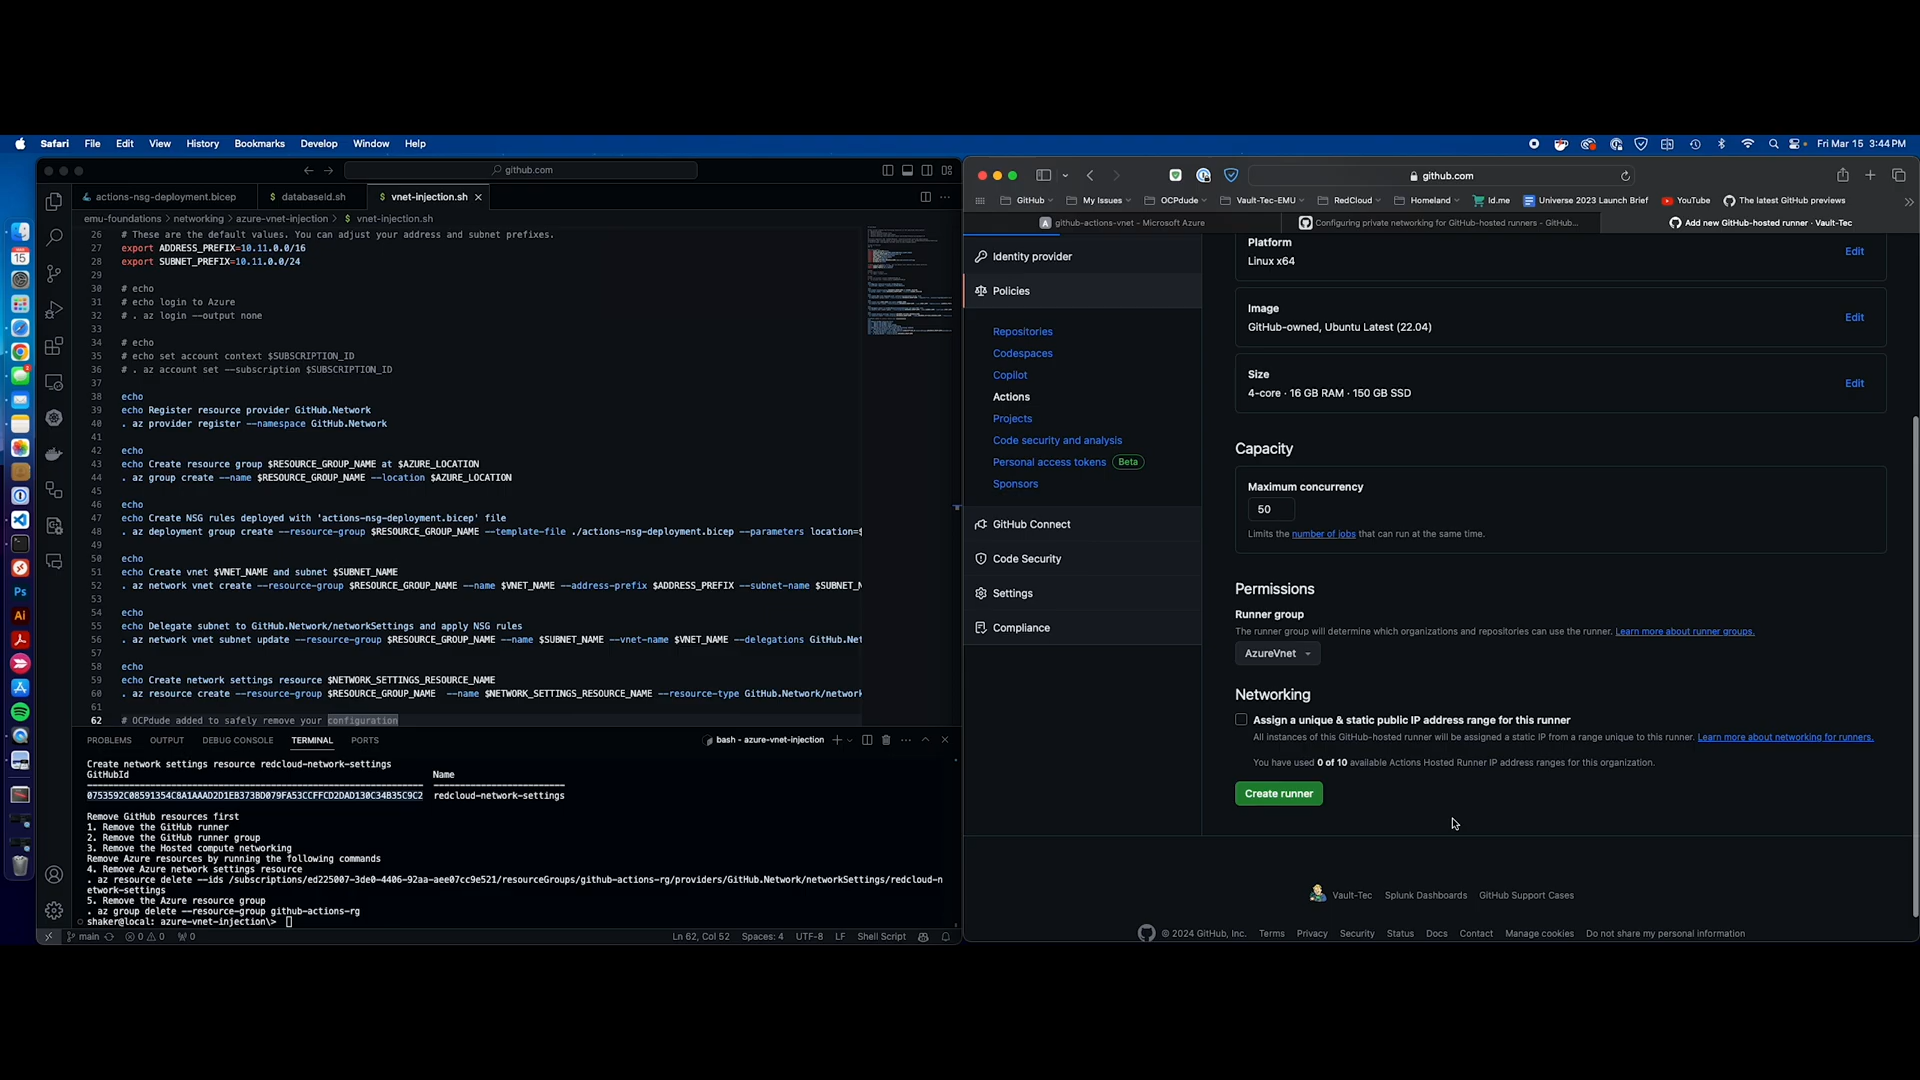 Safari File Edit View History Bookmarks Develop Window Help
Fri Mar 15 3:44 PM
github.com
actions-nsg-deployment.bicep
$ databaseId.sh
$ vnet-injection.sh
emu-foundations > networking > azure-vnet-injection > $ vnet-injection.sh
26 # These are the default values. You can adjust your address and subnet prefixes.
27 export ADDRESS_PREFIX=10.11.0.0/16
28 export SUBNET_PREFIX=10.11.0.0/24
29
30 # echo
31 # echo login to Azure
32 # . az login --output none
33
34 # echo
35 # echo set account context $SUBSCRIPTION_ID
36 # . az account set --subscription $SUBSCRIPTION_ID
37
38 echo
39 echo Register resource provider GitHub.Network
40 . az provider register --namespace GitHub.Network
41
42 echo
43 echo Create resource group $RESOURCE_GROUP_NAME at $AZURE_LOCATION
44 . az group create --name $RESOURCE_GROUP_NAME --location $AZURE_LOCATION
45
46 echo
47 echo Create NSG rules deployed with 'actions-nsg-deployment.bicep' file
48 . az deployment group create --resource-group $RESOURCE_GROUP_NAME --template-file ./actions-nsg-deployment.bicep --parameters location=$
49
50 echo
51 echo Create vnet $VNET_NAME and subnet $SUBNET_NAME
52 . az network vnet create --resource-group $RESOURCE_GROUP_NAME --name $VNET_NAME --address-prefix $ADDRESS_PREFIX --subnet-name $SUBNET_N
53
54 echo
55 echo Delegate subnet to GitHub.Network/networkSettings and apply NSG rules
56 . az network vnet subnet update --resource-group $RESOURCE_GROUP_NAME --name $SUBNET_NAME --vnet-name $VNET_NAME --delegations GitHub.Net
57
58 echo
59 echo Create network settings resource $NETWORK_SETTINGS_RESOURCE_NAME
60 . az resource create --resource-group $RESOURCE_GROUP_NAME --name $NETWORK_SETTINGS_RESOURCE_NAME --resource-type GitHub.Network/network
61
62 # OCPdude added to safely remove your configuration
PROBLEMS OUTPUT DEBUG CONSOLE TERMINAL PORTS
bash - azure-vnet-injection
Create network settings resource redcloud-network-settings
GitHubId Name
0753592C08591354C8A1AAAD2D1EB373BD079FA53CCFFCD2DAD130C34B35C9C2 redcloud-network-settings
Remove GitHub resources first
1. Remove the GitHub runner
2. Remove the GitHub runner group
3. Remove the Hosted compute networking
Remove Azure resources by running the following commands
4. Remove Azure network settings resource
. az resource delete --ids /subscriptions/ed225007-3de0-4406-92aa-aee07cc9e521/resourceGroups/github-actions-rg/providers/GitHub.Network/networkSettings/redcloud-n
etwork-settings
5. Remove the Azure resource group
. az group delete --resource-group github-actions-rg
shaker@local: azure-vnet-injection\>
main 0 0 0
Ln 62, Col 52 Spaces: 4 UTF-8 LF Shell Script
15
Ps
Ai
github.com
GitHub My Issues OCPdude Vault-Tec-EMU RedCloud Homeland Id.me Universe 2023 Launch Brief YouTube The latest GitHub previews
github-actions-vnet - Microsoft Azure
Configuring private networking for GitHub-hosted runners - GitHub...
Add new GitHub-hosted runner · Vault-Tec
Identity provider
Policies
Repositories
Codespaces
Copilot
Actions
Projects
Code security and analysis
Personal access tokens Beta
Sponsors
GitHub Connect
Code Security
Settings
Compliance
Platform
Linux x64
Edit
Image
GitHub-owned, Ubuntu Latest (22.04)
Edit
Size
4-core · 16 GB RAM · 150 GB SSD
Edit
Capacity
Maximum concurrency
50
Limits the number of jobs that can run at the same time.
Permissions
Runner group
The runner group will determine which organizations and repositories can use the runner. Learn more about runner groups.
AzureVnet
Networking
Assign a unique & static public IP address range for this runner
All instances of this GitHub-hosted runner will be assigned a static IP from a range unique to this runner. Learn more about networking for runners.
You have used 0 of 10 available Actions Hosted Runner IP address ranges for this organization.
Create runner
Vault-Tec Splunk Dashboards GitHub Support Cases
© 2024 GitHub, Inc. Terms Privacy Security Status Docs Contact Manage cookies Do not share my personal information